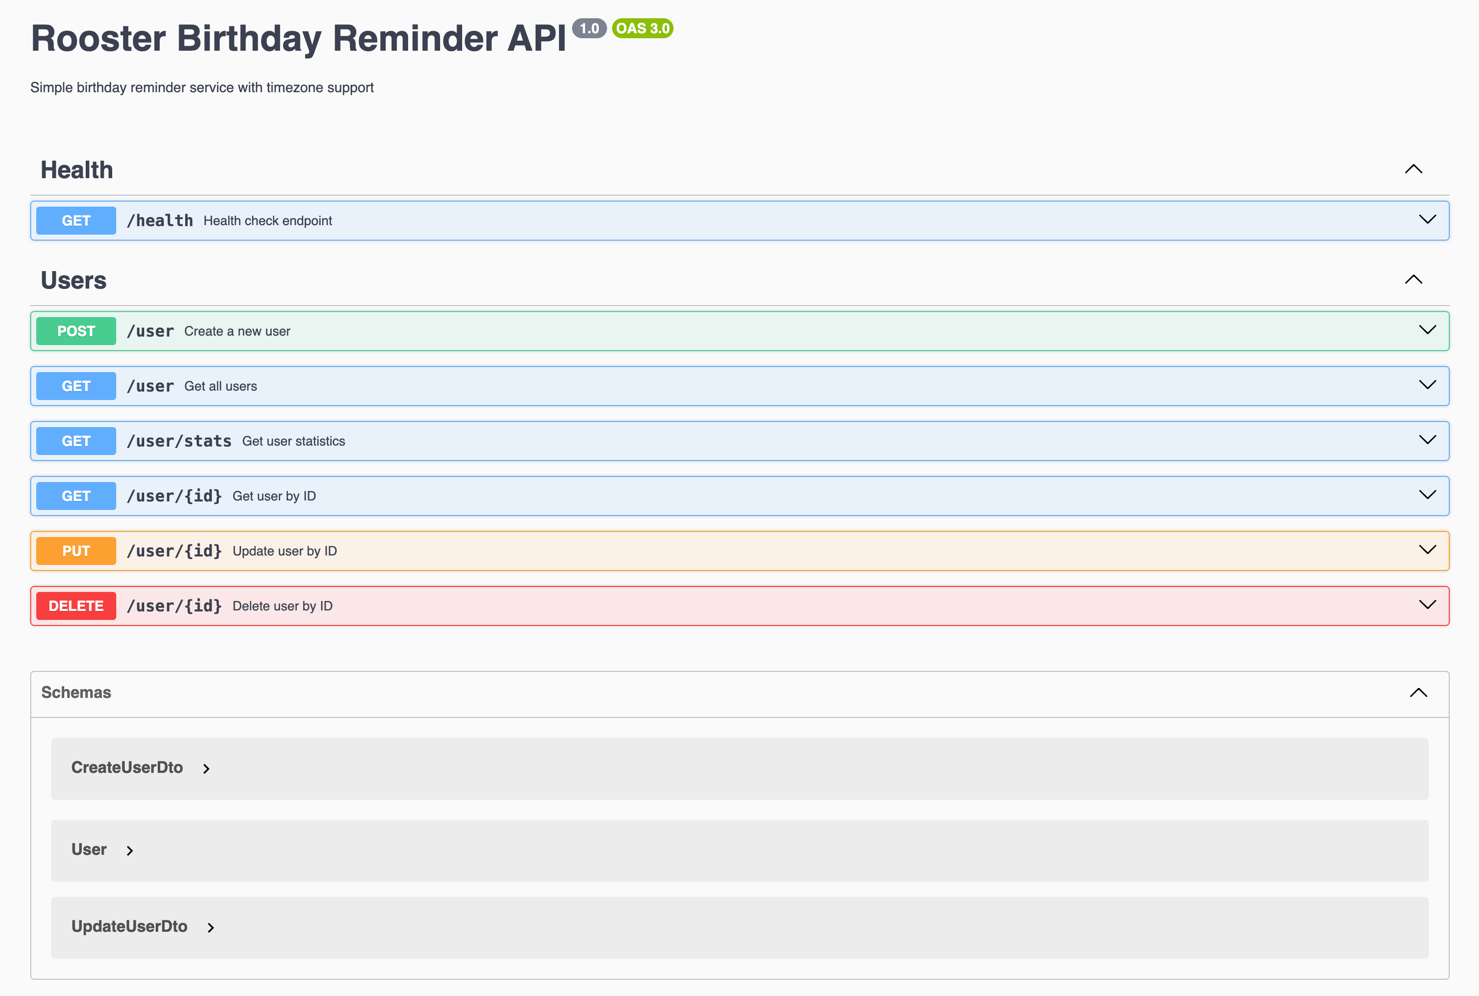 Rooster Birthday Reminder API 1.0 OAS 3.0
Simple birthday reminder service with timezone support
Health
GET /health Health check endpoint
Users
POST /user Create a new user
GET /user Get all users
GET /user/stats Get user statistics
GET /user/{id} Get user by ID
PUT /user/{id} Update user by ID
DELETE /user/{id} Delete user by ID
Schemas
CreateUserDto
User
UpdateUserDto